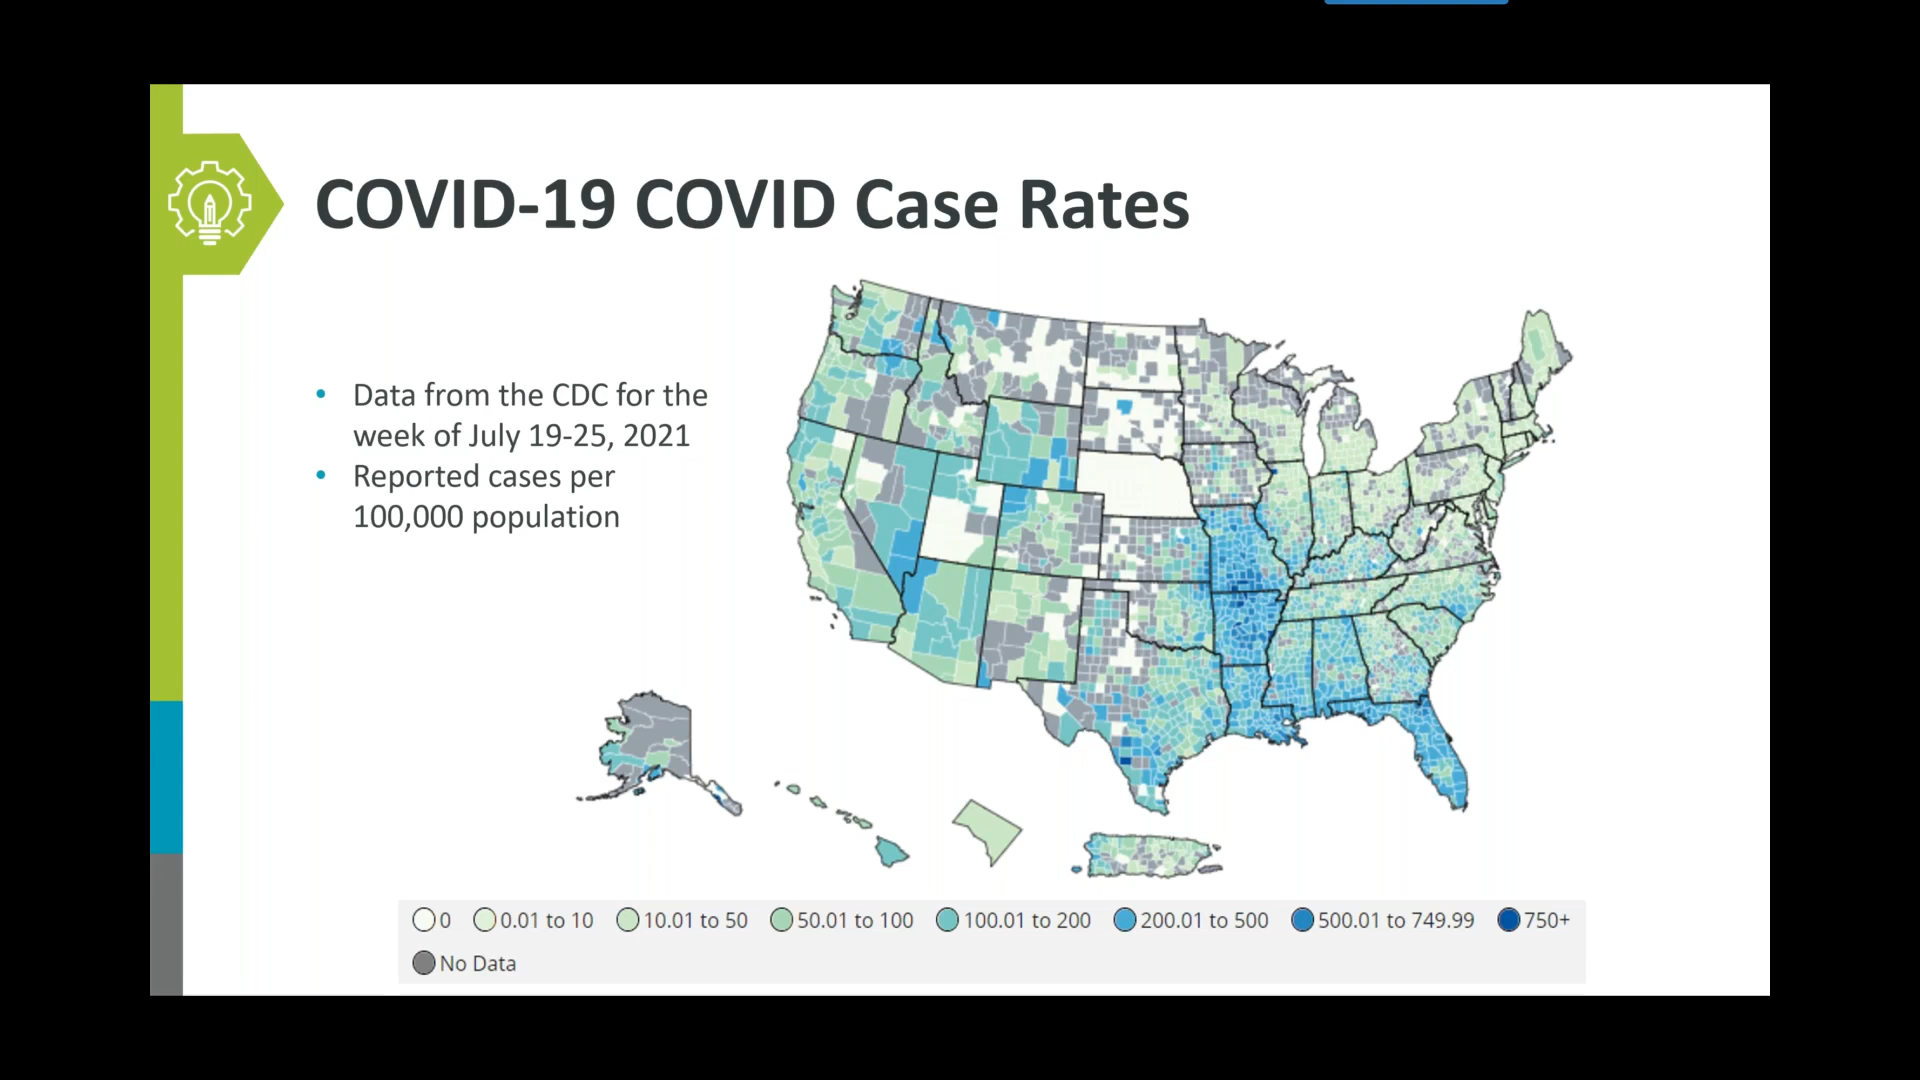 COVID-19 COVID Case Rates
• Data from the CDC for the
week of July 19-25, 2021
• Reported cases per
100,000 population
0 0.01 to 10 10.01 to 50 50.01 to 100 100.01 to 200 200.01 to 500 500.01 to 749.99 750+
No Data